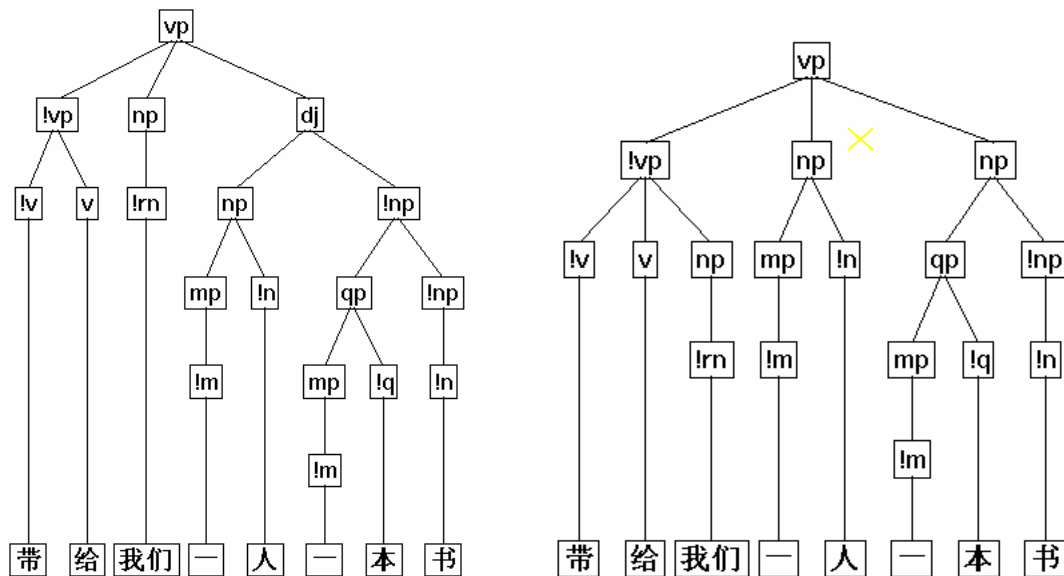 vp
!vp np dj
!v v !rn np !np
mp !n qp !np
!m mp !q !n
!m
带 给 我们 一 人 一 本 书
vp
!vp np np
!v v np mp !n qp !np
!rn !m mp !q !n
!m
带 给 我们 一 人 一 本 书